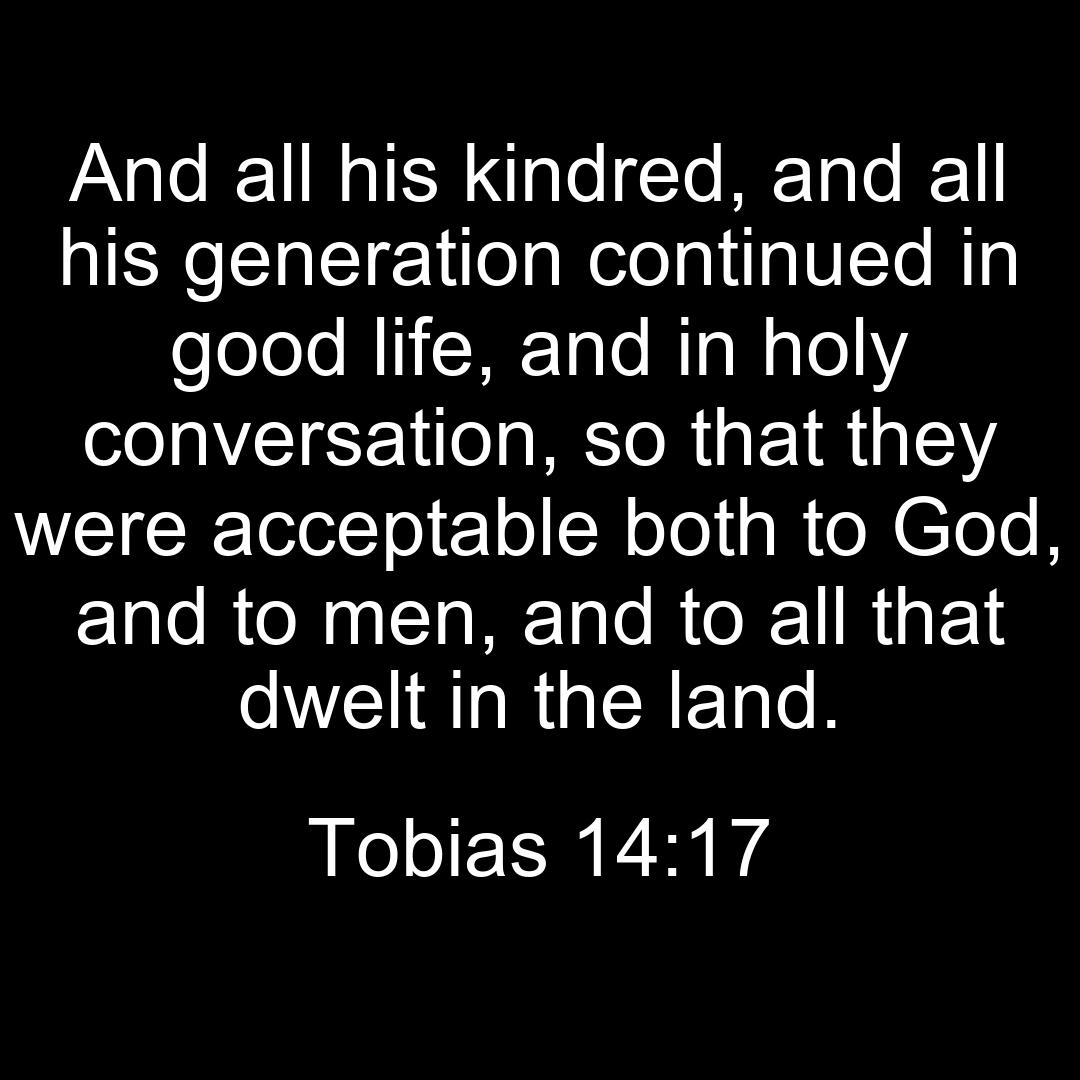 And all his kindred, and all
his generation continued in
good life, and in holy
conversation, so that they
were acceptable both to God,
and to men, and to all that
dwelt in the land.
Tobias 14:17